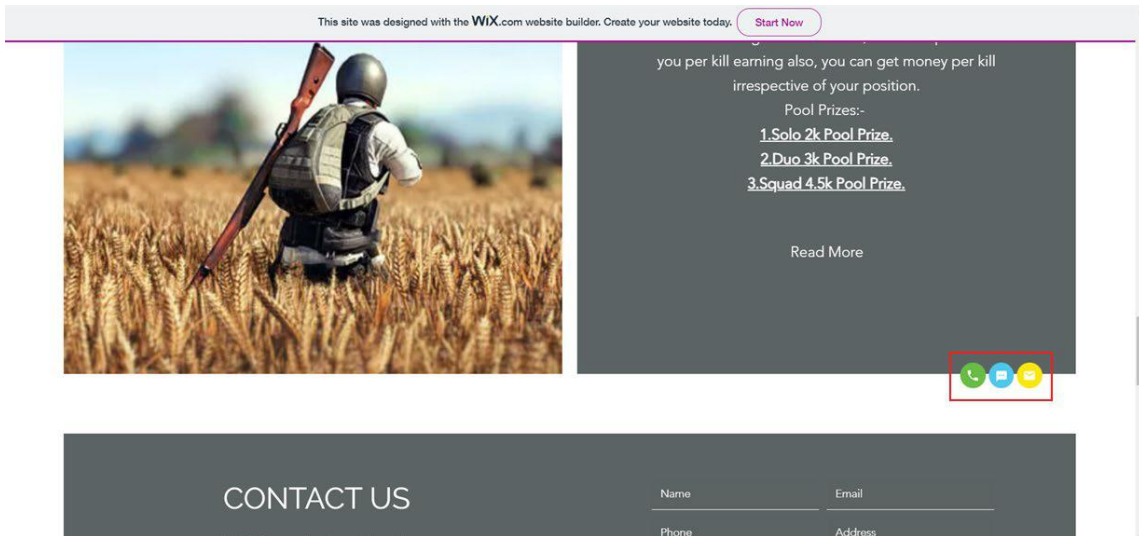 This site was designed with the WiX.com website builder. Create your website today. Start Now
you per kill earning also, you can get money per kill
irrespective of your position.
Pool Prizes:-
1.Solo 2k Pool Prize.
2.Duo 3k Pool Prize.
3.Squad 4.5k Pool Prize.
Read More
CONTACT US
Name
Email
Phone
Address